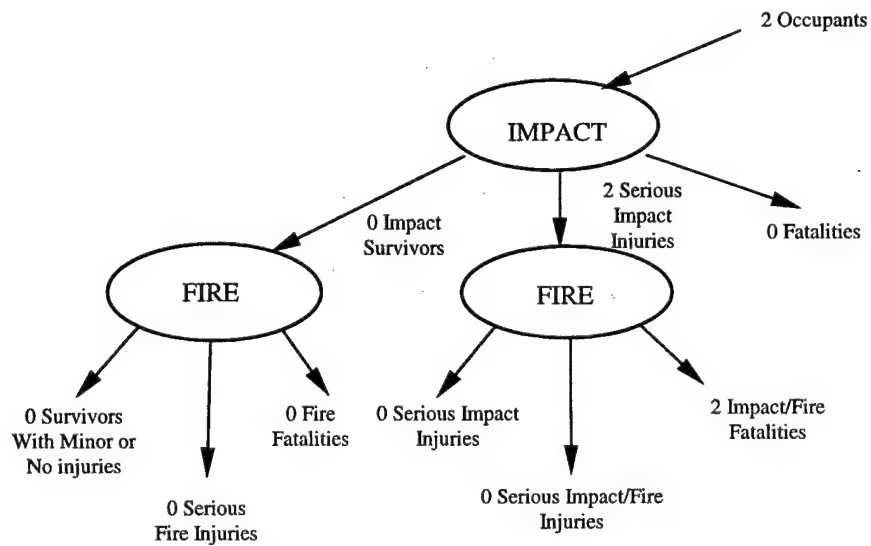 2 Occupants
IMPACT
0 Impact
Survivors
2 Serious
Impact
Injuries
0 Fatalities
FIRE
FIRE
0 Survivors
With Minor or
No injuries
0 Serious
Fire Injuries
0 Fire
Fatalities
0 Serious Impact
Injuries
0 Serious Impact/Fire
Injuries
2 Impact/Fire
Fatalities